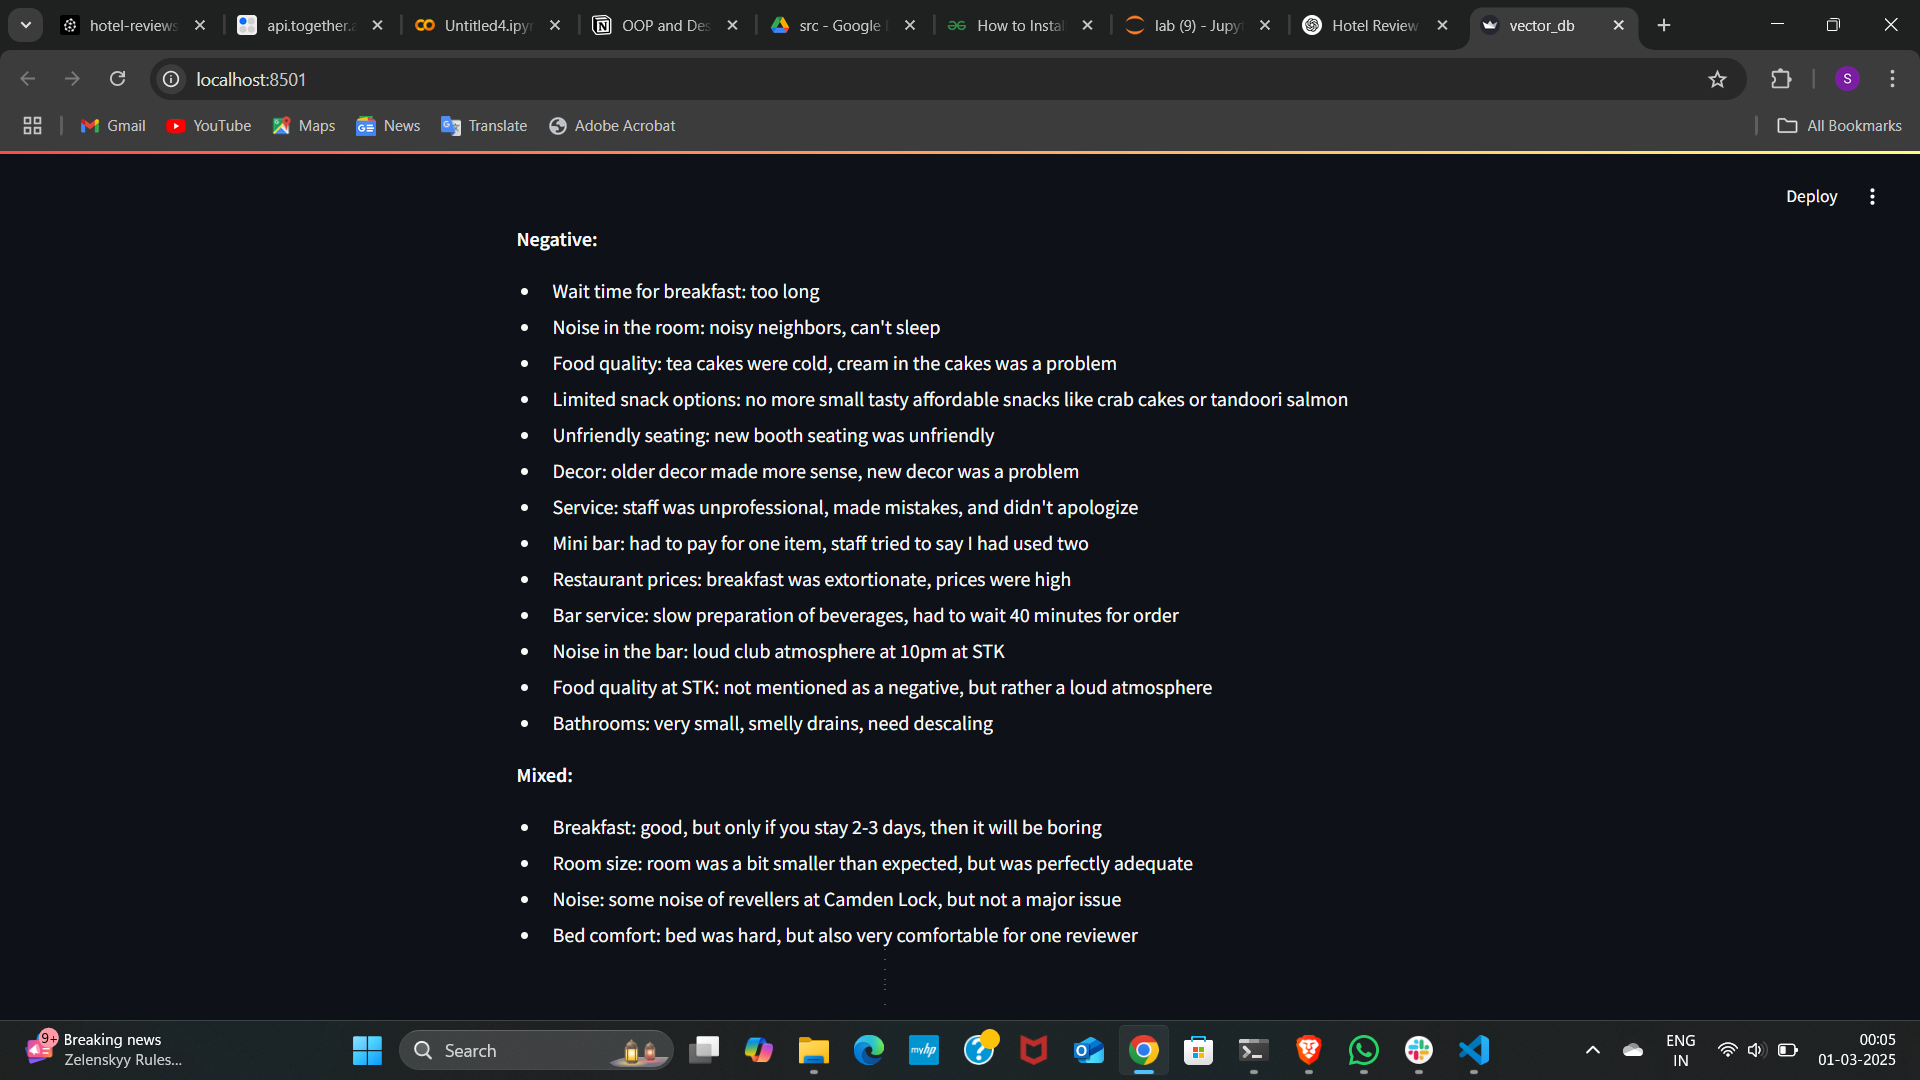 hotel-reviews
api.together.a
Untitled4.ipyn
OOP and Des
src - Google
How to Instal
lab (9) - Jupyt
Hotel Review
vector_db
localhost:8501
Gmail
YouTube
Maps
News
Translate
Adobe Acrobat
All Bookmarks
Deploy
Negative:
• Wait time for breakfast: too long
• Noise in the room: noisy neighbors, can't sleep
• Food quality: tea cakes were cold, cream in the cakes was a problem
• Limited snack options: no more small tasty affordable snacks like crab cakes or tandoori salmon
• Unfriendly seating: new booth seating was unfriendly
• Decor: older decor made more sense, new decor was a problem
• Service: staff was unprofessional, made mistakes, and didn't apologize
• Mini bar: had to pay for one item, staff tried to say I had used two
• Restaurant prices: breakfast was extortionate, prices were high
• Bar service: slow preparation of beverages, had to wait 40 minutes for order
• Noise in the bar: loud club atmosphere at 10pm at STK
• Food quality at STK: not mentioned as a negative, but rather a loud atmosphere
• Bathrooms: very small, smelly drains, need descaling
Mixed:
• Breakfast: good, but only if you stay 2-3 days, then it will be boring
• Room size: room was a bit smaller than expected, but was perfectly adequate
• Noise: some noise of revellers at Camden Lock, but not a major issue
• Bed comfort: bed was hard, but also very comfortable for one reviewer
9+
Breaking news
Zelenskyy Rules...
Search
myhp
ENG
IN
00:05
01-03-2025
S